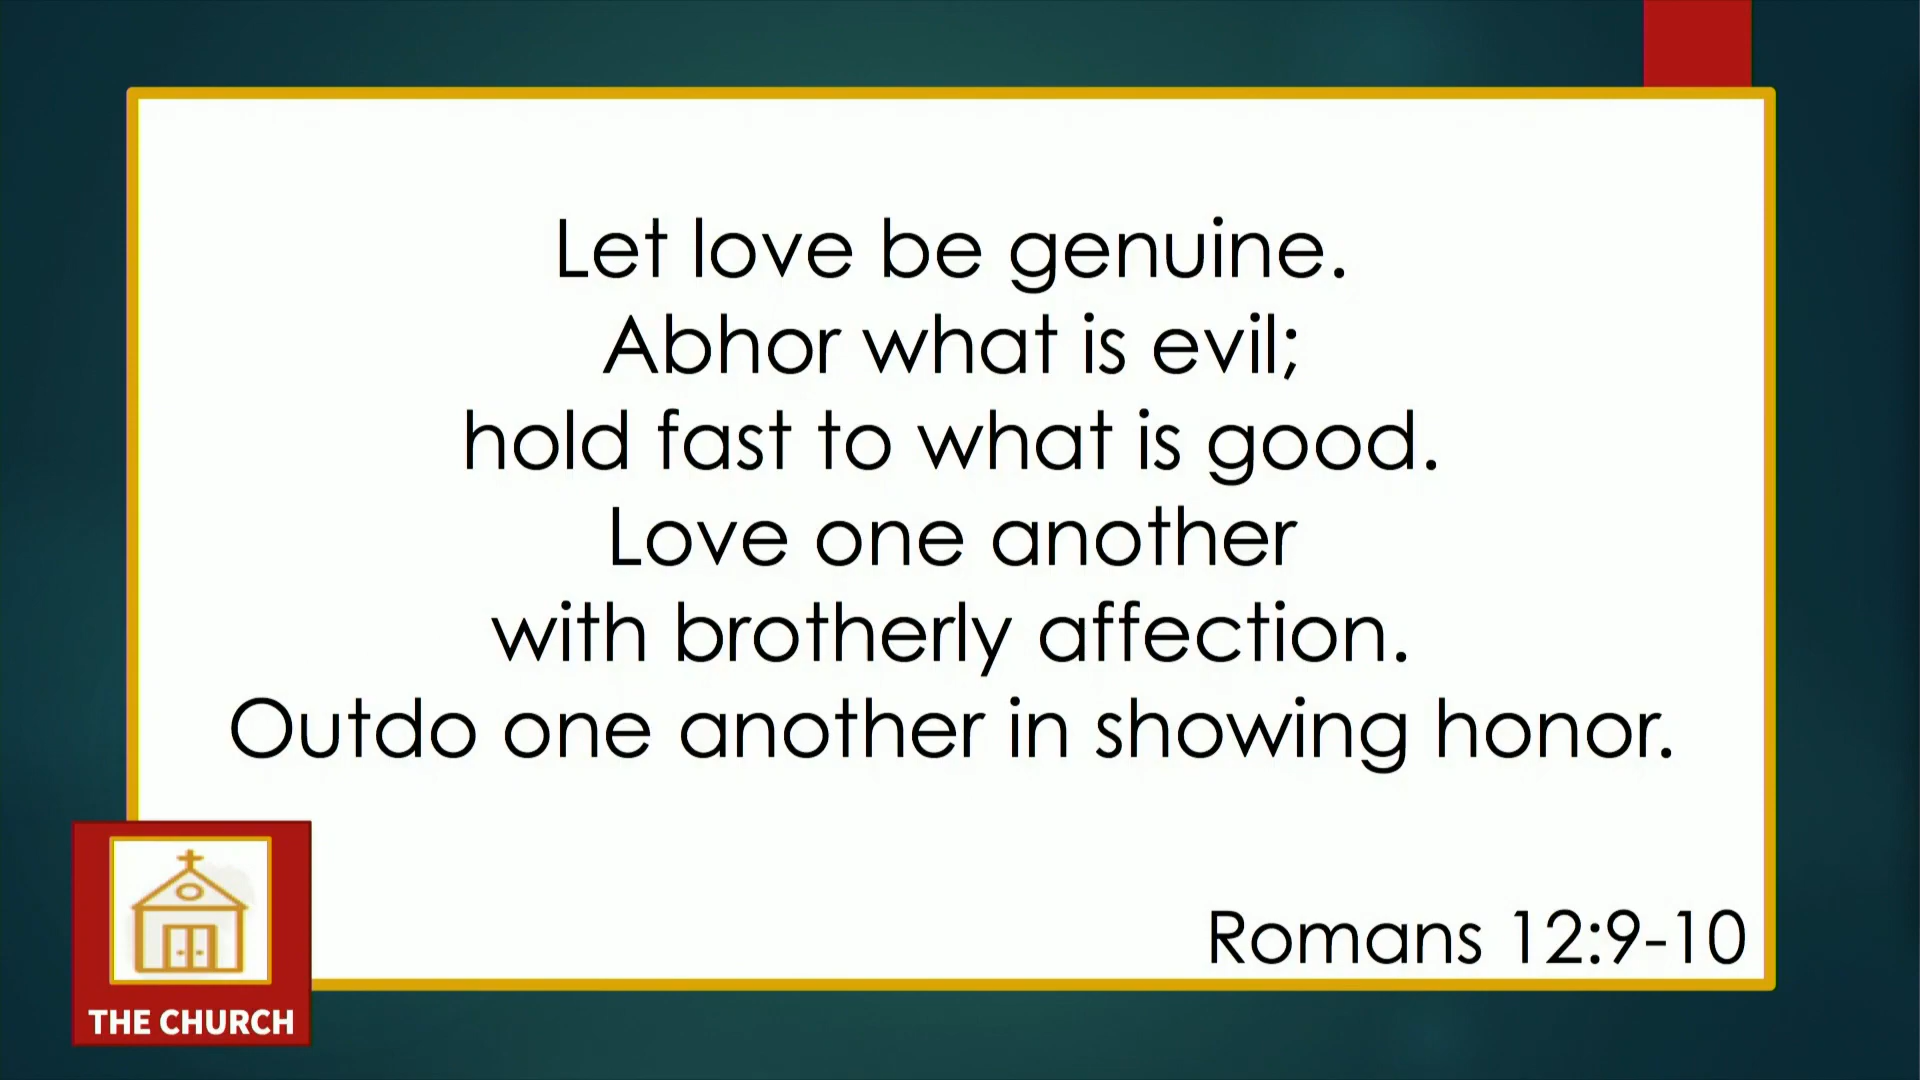 Let love be genuine.
Abhor what is evil;
hold fast to what is good.
Love one another
with brotherly affection.
Outdo one another in showing honor.
Romans 12:9-10
THE CHURCH